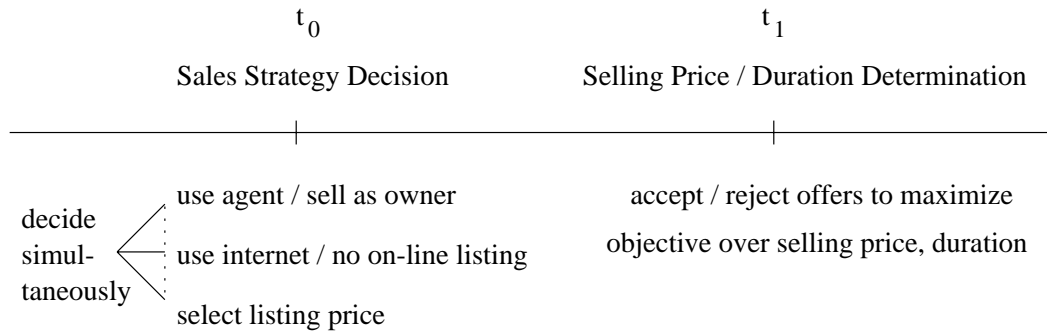 t0
t1
Sales Strategy Decision
Selling Price / Duration Determination
use agent / sell as owner
decide
simul-
taneously
use internet / no on-line listing
select listing price
accept / reject offers to maximize
objective over selling price, duration